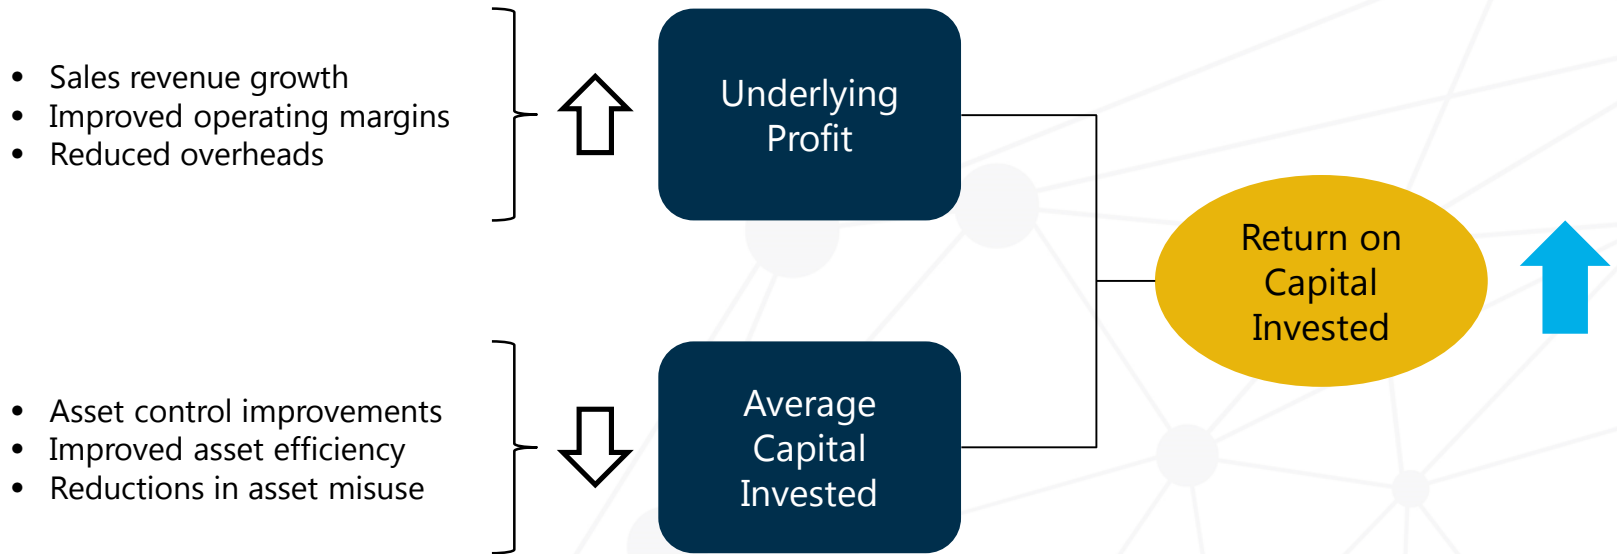 • Sales revenue growth
• Improved operating margins
• Reduced overheads
Underlying
Profit
Return on
Capital
Invested
• Asset control improvements
• Improved asset efficiency
• Reductions in asset misuse
Average
Capital
Invested